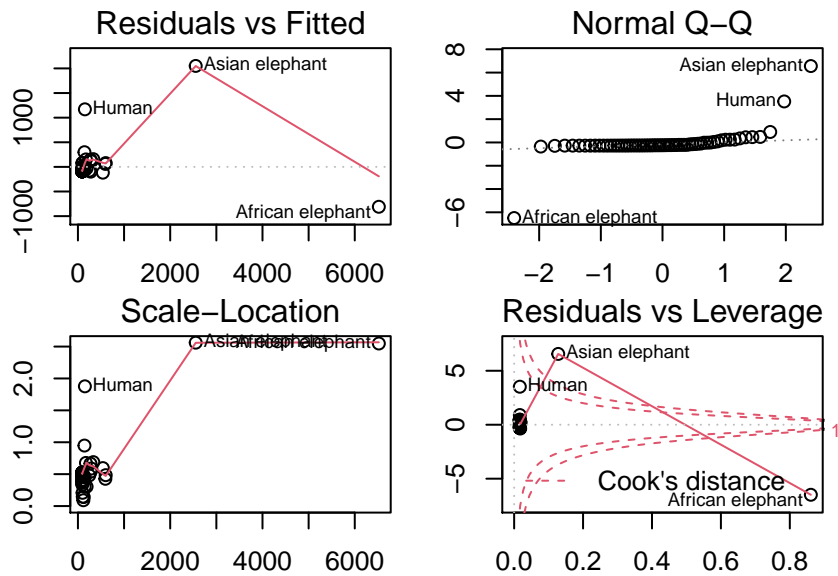 Residuals vs Fitted
Asian elephant
Human
African elephant
1000
−1000
0 2000 4000 6000
Normal Q−Q
Asian elephant
Human
African elephant
8
4
0
−6
−2 −1 0 1 2
Scale−Location
Asian elephant
African elephant
Human
2.0
1.0
0.0
0 2000 4000 6000
Residuals vs Leverage
Asian elephant
Human
1
Cook's distance
African elephant
5
0
−5
0.0 0.2 0.4 0.6 0.8